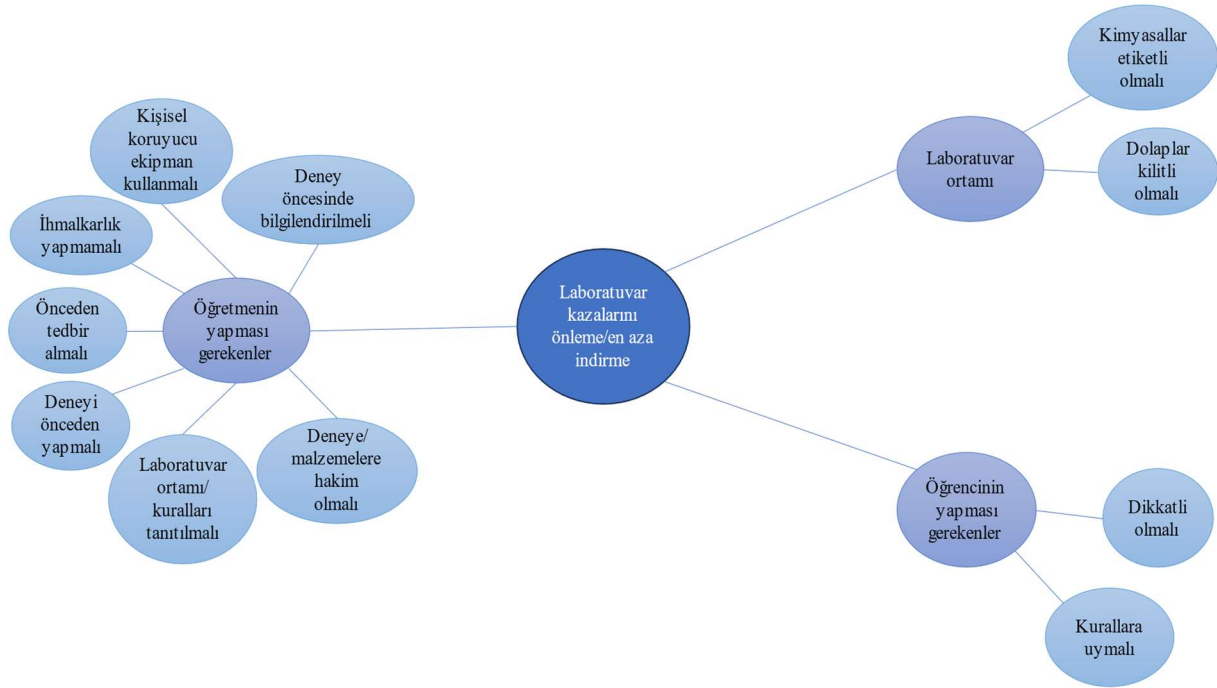 Kimyasallar
etiketli
olmalı
Kişisel
koruyucu
ekipman
kullanmalı
Laboratuvar
ortamı
Dolaplar
kilitli
olmalı
Deney
öncesinde
bilgilendirilmeli
İhmalkarlık
yapmamalı
Önceden
tedbir
almalı
Öğretmenin
yapması
gerekenler
Laboratuvar
kazalarını
önleme/en aza
indirme
Deneyi
önceden
yapmalı
Laboratuvar
ortamı/
kuralları
tanıtılmalı
Deneye/
malzemelere
hakim
olmalı
Öğrencinin
yapması
gerekenler
Dikkatli
olmalı
Kurallara
uymalı